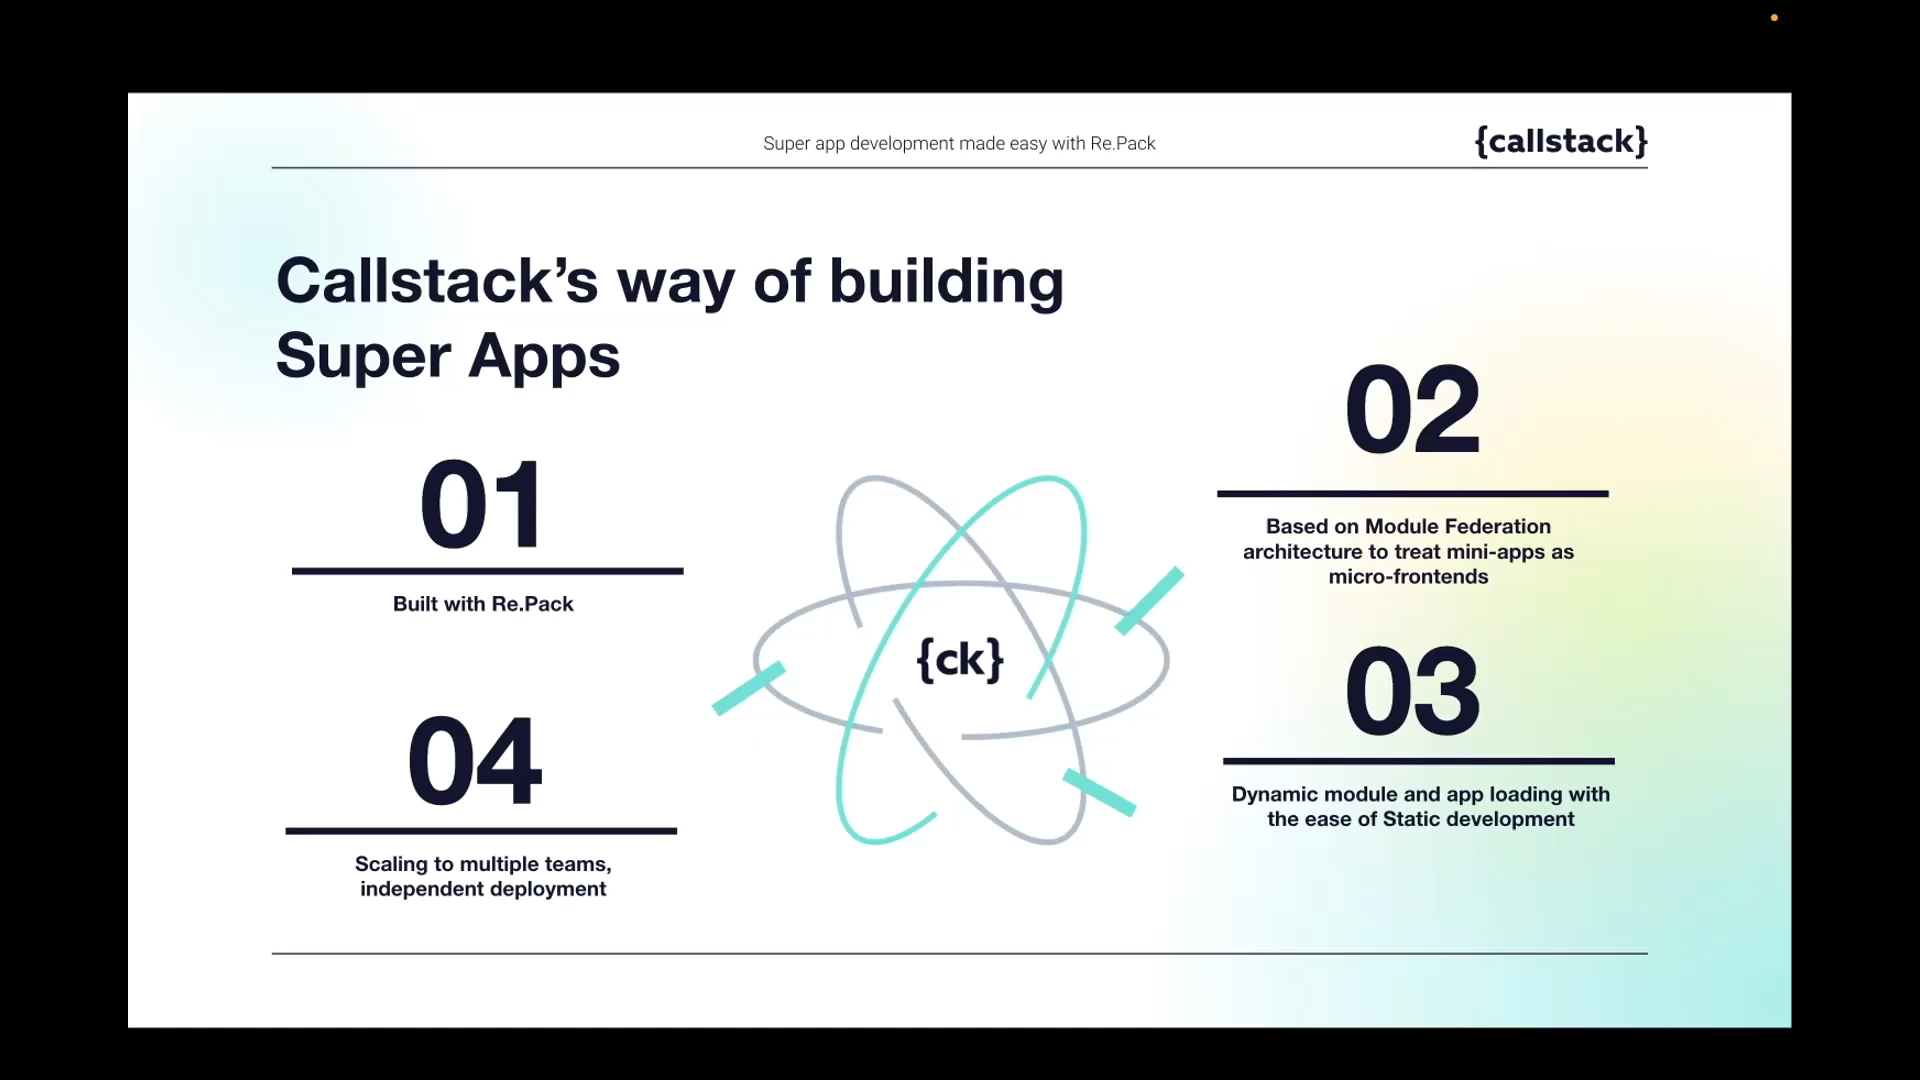 Super app development made easy with Re.Pack
{callstack}
Callstack’s way of building
Super Apps
01
Built with Re.Pack
02
Based on Module Federation
architecture to treat mini-apps as
micro-frontends
{ck}
03
Dynamic module and app loading with
the ease of Static development
04
Scaling to multiple teams,
independent deployment